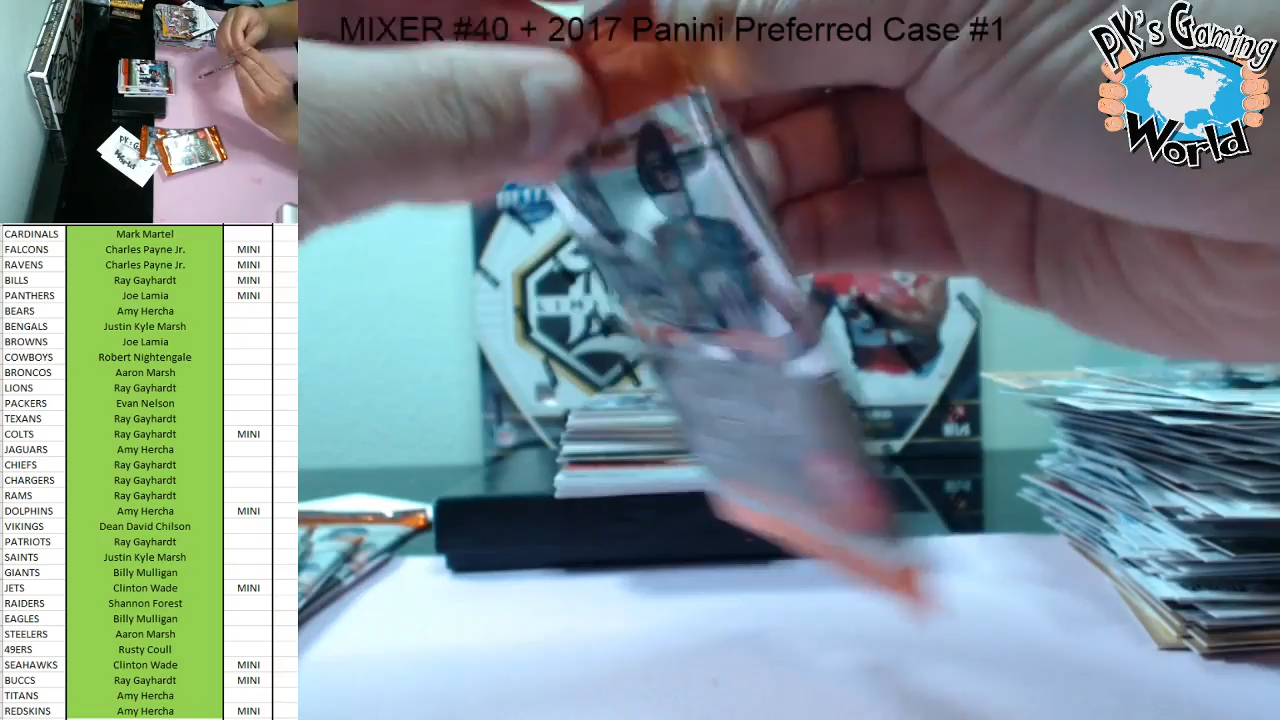 MIXER #40 + 2017 Panini Preferred Case #1
PK's Gaming
World
CARDINALS Mark Martel
FALCONS Charles Payne Jr. MINI
RAVENS Charles Payne Jr. MINI
BILLS Ray Gayhardt MINI
PANTHERS Joe Lamia MINI
BEARS Amy Hercha
BENGALS Justin Kyle Marsh
BROWNS Joe Lamia
COWBOYS Robert Nightengale
BRONCOS Aaron Marsh
LIONS Ray Gayhardt
PACKERS Evan Nelson
TEXANS Ray Gayhardt
COLTS Ray Gayhardt MINI
JAGUARS Amy Hercha
CHIEFS Ray Gayhardt
CHARGERS Ray Gayhardt
RAMS Ray Gayhardt
DOLPHINS Amy Hercha MINI
VIKINGS Dean David Chilson
PATRIOTS Ray Gayhardt
SAINTS Justin Kyle Marsh
GIANTS Billy Mulligan
JETS Clinton Wade MINI
RAIDERS Shannon Forest
EAGLES Billy Mulligan
STEELERS Aaron Marsh
49ERS Rusty Coull
SEAHAWKS Clinton Wade MINI
BUCCS Ray Gayhardt MINI
TITANS Amy Hercha
REDSKINS Amy Hercha MINI